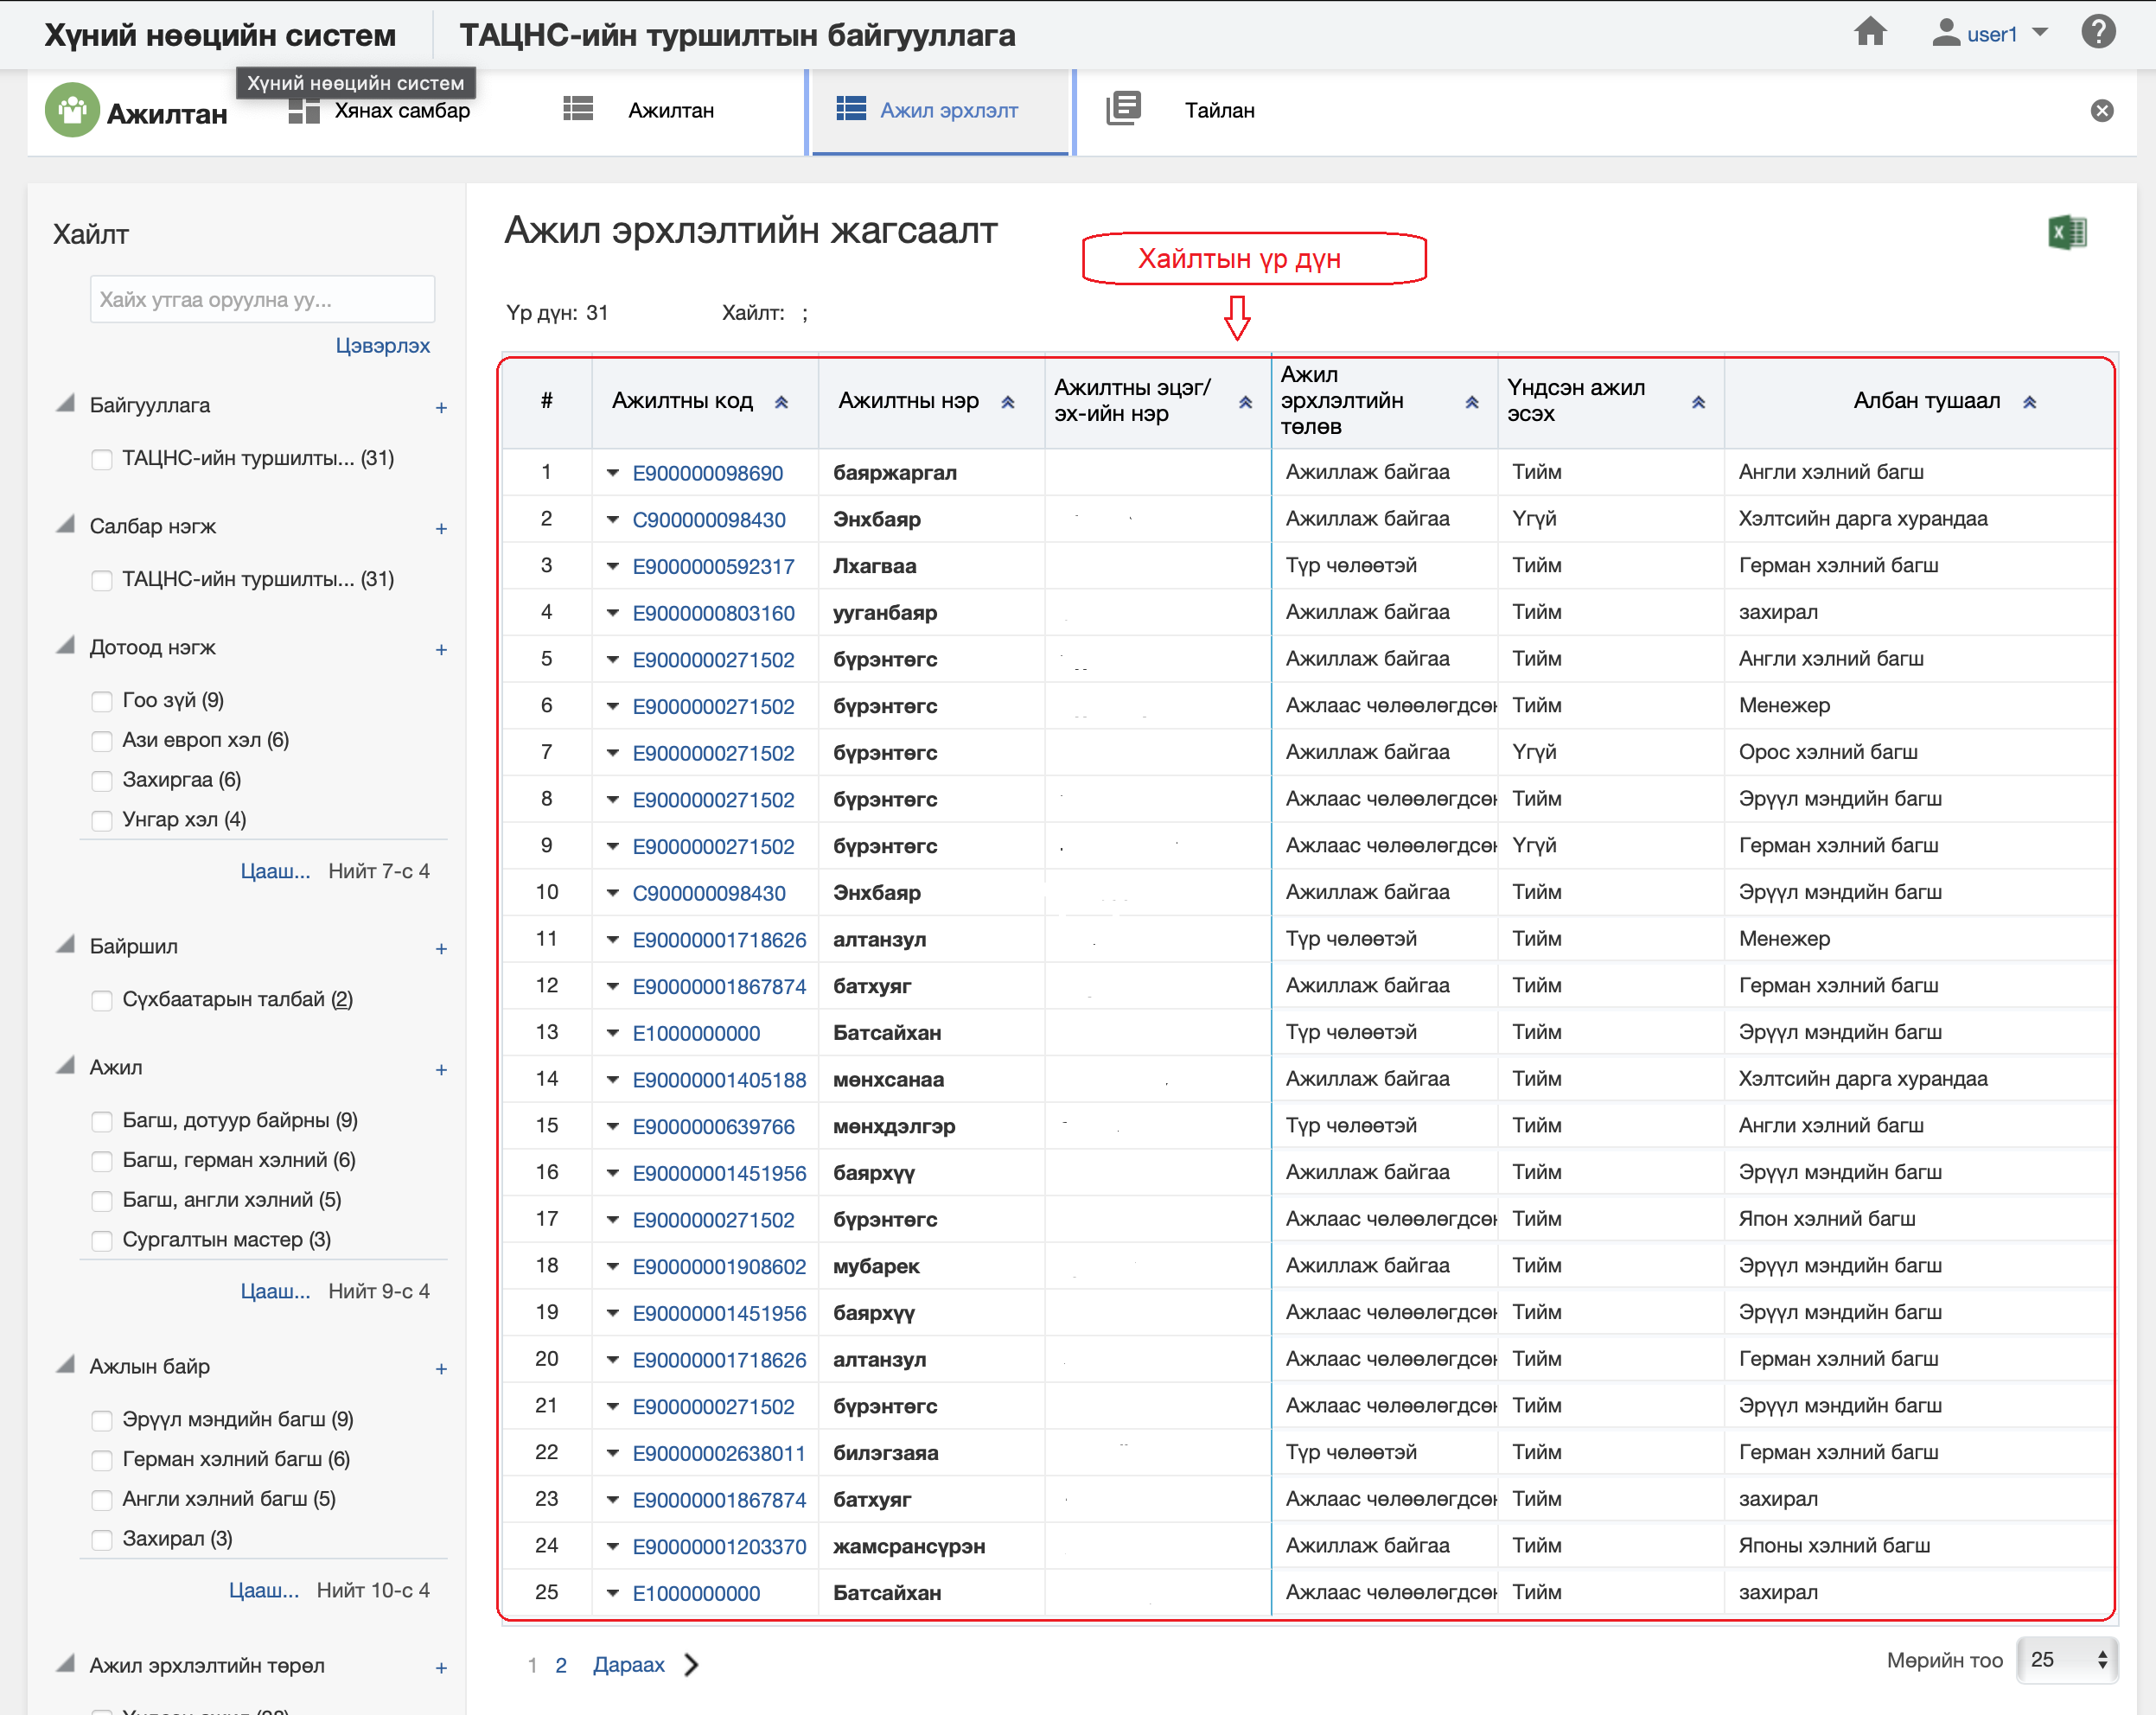 Хүний нөөцийн систем
ТАЦНС-ийн туршилтын байгууллага
user1
Хүний нөөцийн систем
Ажилтан
Хянах самбар
Ажилтан
Ажил эрхлэлт
Тайлан
Хайлт
Хайх утгаа оруулна уу...
Цэвэрлэх
Байгууллага +
ТАЦНС-ийн туршилты... (31)
Салбар нэгж +
ТАЦНС-ийн туршилты... (31)
Дотоод нэгж +
Гоо зүй (9)
Ази европ хэл (6)
Захиргаа (6)
Унгар хэл (4)
Цааш... Нийт 7-с 4
Байршил +
Сүхбаатарын талбай (2)
Ажил +
Багш, дотуур байрны (9)
Багш, герман хэлний (6)
Багш, англи хэлний (5)
Сургалтын мастер (3)
Цааш... Нийт 9-с 4
Ажлын байр +
Эрүүл мэндийн багш (9)
Герман хэлний багш (6)
Англи хэлний багш (5)
Захирал (3)
Цааш... Нийт 10-с 4
Ажил эрхлэлтийн төрөл +
Ажил эрхлэлтийн жагсаалт
Хайлтын үр дүн
Үр дүн: 31 Хайлт: ;
# Ажилтны код Ажилтны нэр Ажилтны эцэг/ эх-ийн нэр Ажил эрхлэлтийн төлөв Үндсэн ажил эсэх Албан тушаал
1 E900000098690 баяржаргал Ажиллаж байгаа Тийм Англи хэлний багш
2 C900000098430 Энхбаяр Ажиллаж байгаа Үгүй Хэлтсийн дарга хурандаа
3 E9000000592317 Лхагваа Түр чөлөөтэй Тийм Герман хэлний багш
4 E9000000803160 ууганбаяр Ажиллаж байгаа Тийм захирал
5 E9000000271502 бүрэнтөгс Ажиллаж байгаа Тийм Англи хэлний багш
6 E9000000271502 бүрэнтөгс Ажлаас чөлөөлөгдсөн Тийм Менежер
7 E9000000271502 бүрэнтөгс Ажиллаж байгаа Үгүй Орос хэлний багш
8 E9000000271502 бүрэнтөгс Ажлаас чөлөөлөгдсөн Тийм Эрүүл мэндийн багш
9 E9000000271502 бүрэнтөгс Ажлаас чөлөөлөгдсөн Үгүй Герман хэлний багш
10 C900000098430 Энхбаяр Ажиллаж байгаа Тийм Эрүүл мэндийн багш
11 E90000001718626 алтанзул Түр чөлөөтэй Тийм Менежер
12 E90000001867874 батхуяг Ажиллаж байгаа Тийм Герман хэлний багш
13 E1000000000 Батсайхан Түр чөлөөтэй Тийм Эрүүл мэндийн багш
14 E90000001405188 мөнхсанаа Ажиллаж байгаа Тийм Хэлтсийн дарга хурандаа
15 E9000000639766 мөнхдэлгэр Түр чөлөөтэй Тийм Англи хэлний багш
16 E90000001451956 баярхүү Ажиллаж байгаа Тийм Эрүүл мэндийн багш
17 E9000000271502 бүрэнтөгс Ажлаас чөлөөлөгдсөн Тийм Япон хэлний багш
18 E90000001908602 мубарек Ажиллаж байгаа Тийм Эрүүл мэндийн багш
19 E90000001451956 баярхүү Ажлаас чөлөөлөгдсөн Тийм Эрүүл мэндийн багш
20 E90000001718626 алтанзул Ажлаас чөлөөлөгдсөн Тийм Герман хэлний багш
21 E9000000271502 бүрэнтөгс Ажлаас чөлөөлөгдсөн Тийм Эрүүл мэндийн багш
22 E90000002638011 билэгзаяа Түр чөлөөтэй Тийм Герман хэлний багш
23 E90000001867874 батхуяг Ажлаас чөлөөлөгдсөн Тийм захирал
24 E90000001203370 жамсрансүрэн Ажиллаж байгаа Тийм Японы хэлний багш
25 E1000000000 Батсайхан Ажлаас чөлөөлөгдсөн Тийм захирал
1 2 Дараах
Мөрийн тоо 25